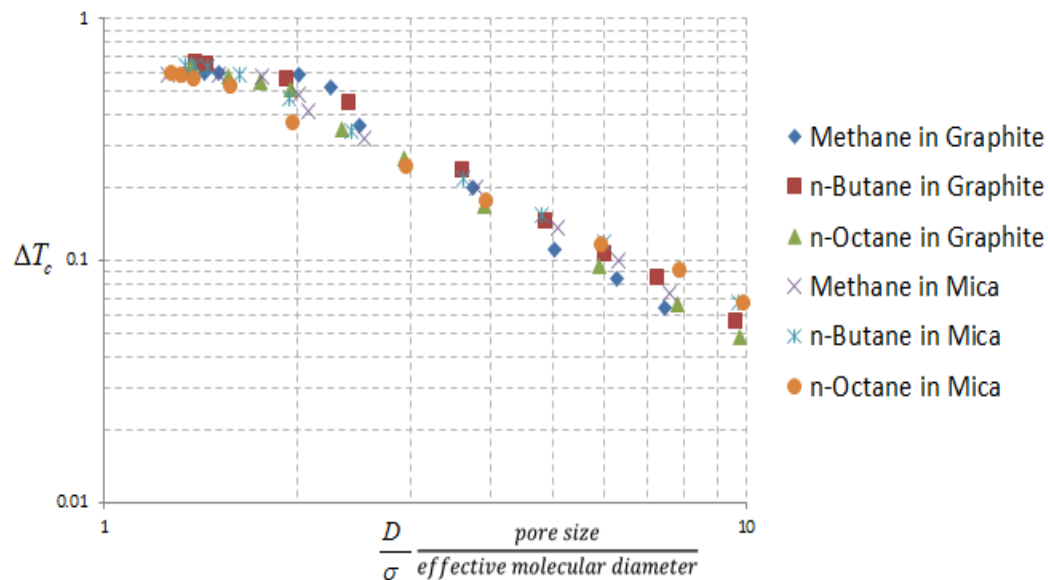 1
Methane in Graphite
n-Butane in Graphite
n-Octane in Graphite
ΔTc
0.1
Methane in Mica
n-Butane in Mica
n-Octane in Mica
0.01
1
10
D/σ pore size/effective molecular diameter